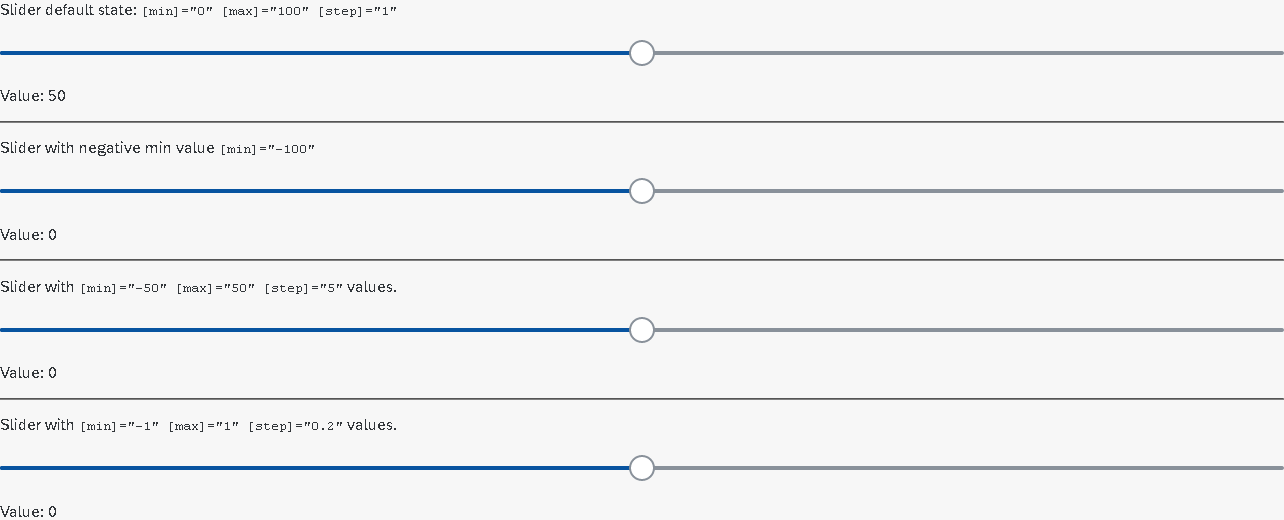 Slider default state: [min]="0" [max]="100" [step]="1"
Value: 50
Slider with negative min value [min]="-100"
Value: 0
Slider with [min]="-50" [max]="50" [step]="5" values.
Value: 0
Slider with [min]="-1" [max]="1" [step]="0.2" values.
Value: 0